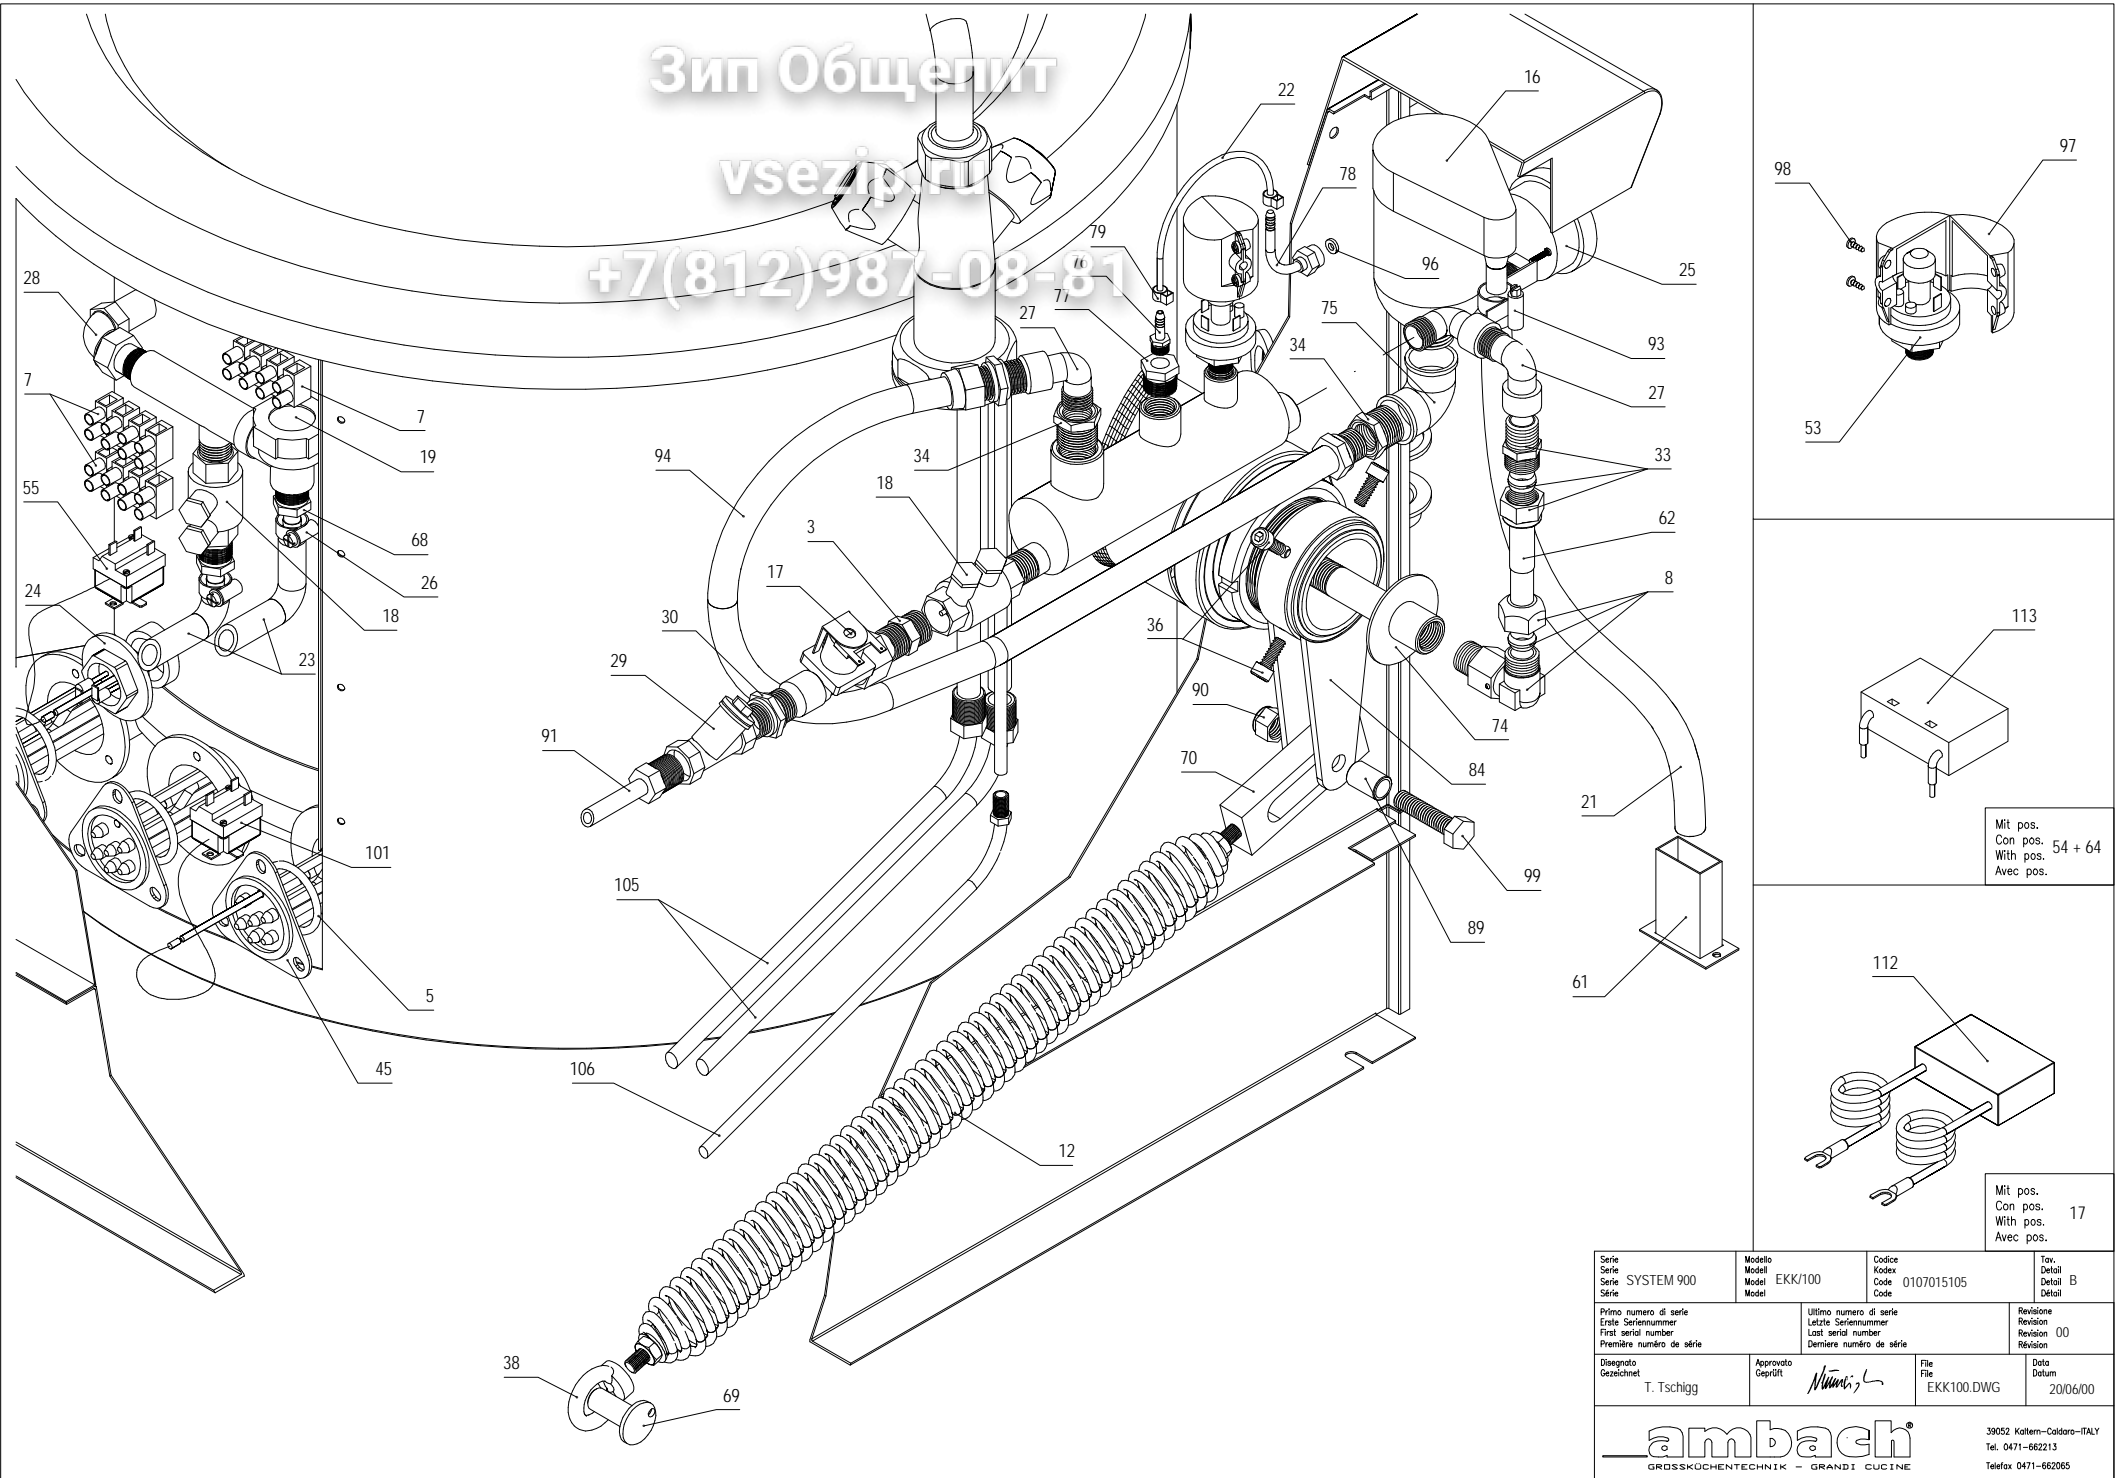 Зип Общепит
vsezip.ru
+7(812)987-08-81
16
22
97
98
78
79
76
96
25
28
77
27
75
34
93
7
7
27
53
19
94
34
33
55
18
3
68
62
17
26
24
8
30
18
36
113
23
29
90
74
91
70
84
21
101
Mit pos.
Con pos. 54 + 64
With pos.
Avec pos.
105
99
89
5
61
112
45
106
12
Mit pos.
Con pos. 17
With pos.
Avec pos.
38
69
Serie
Serie
Serie SYSTEM 900
Série
Modello
Modell
Model EKK/100
Model
Codice
Kodex
Code 0107015105
Code
Tav.
Detail
Detail B
Détail
Primo numero di serie
Erste Seriennummer
First serial number
Première numéro de série
Ultimo numero di serie
Letzte Seriennummer
Last serial number
Derniere numéro de série
Revisione
Revision
Revision 00
Révision
Disegnato
Gezeichnet
T. Tschigg
Approvato
Geprüft
File
File
EKK100.DWG
Data
Datum
20/06/00
ambach®
GROSSKÜCHENTECHNIK – GRANDI CUCINE
39052 Kaltern–Caldaro–ITALY
Tel. 0471–662213
Telefax 0471–662065